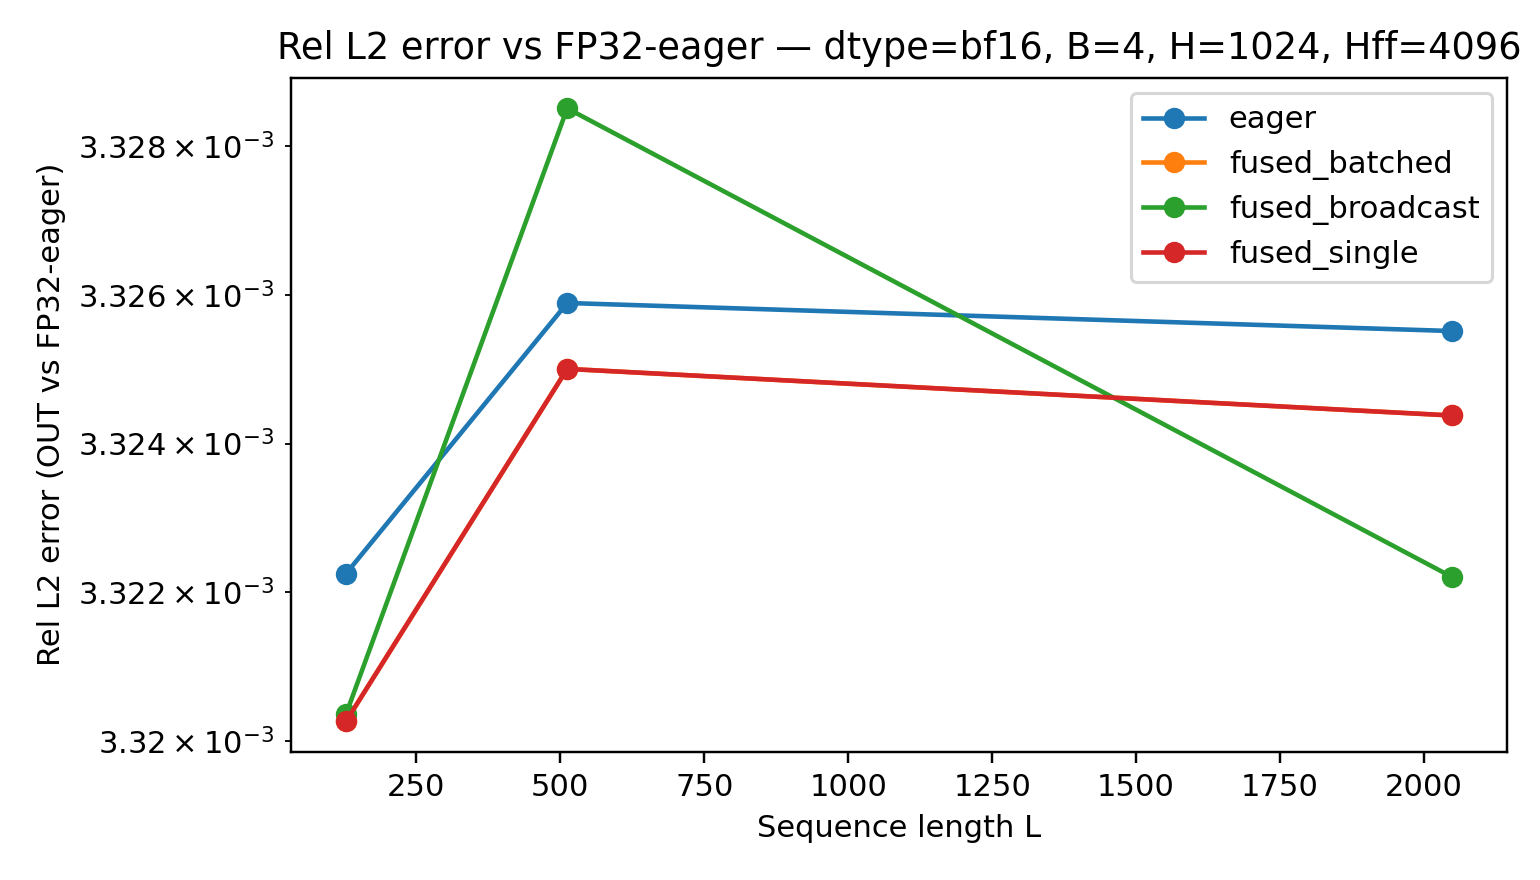 Rel L2 error vs FP32-eager — dtype=bf16, B=4, H=1024, Hff=4096
eager
fused_batched
fused_broadcast
fused_single
Rel L2 error (OUT vs FP32-eager)
3.328 × 10⁻³
3.326 × 10⁻³
3.324 × 10⁻³
3.322 × 10⁻³
3.32 × 10⁻³
250 500 750 1000 1250 1500 1750 2000
Sequence length L